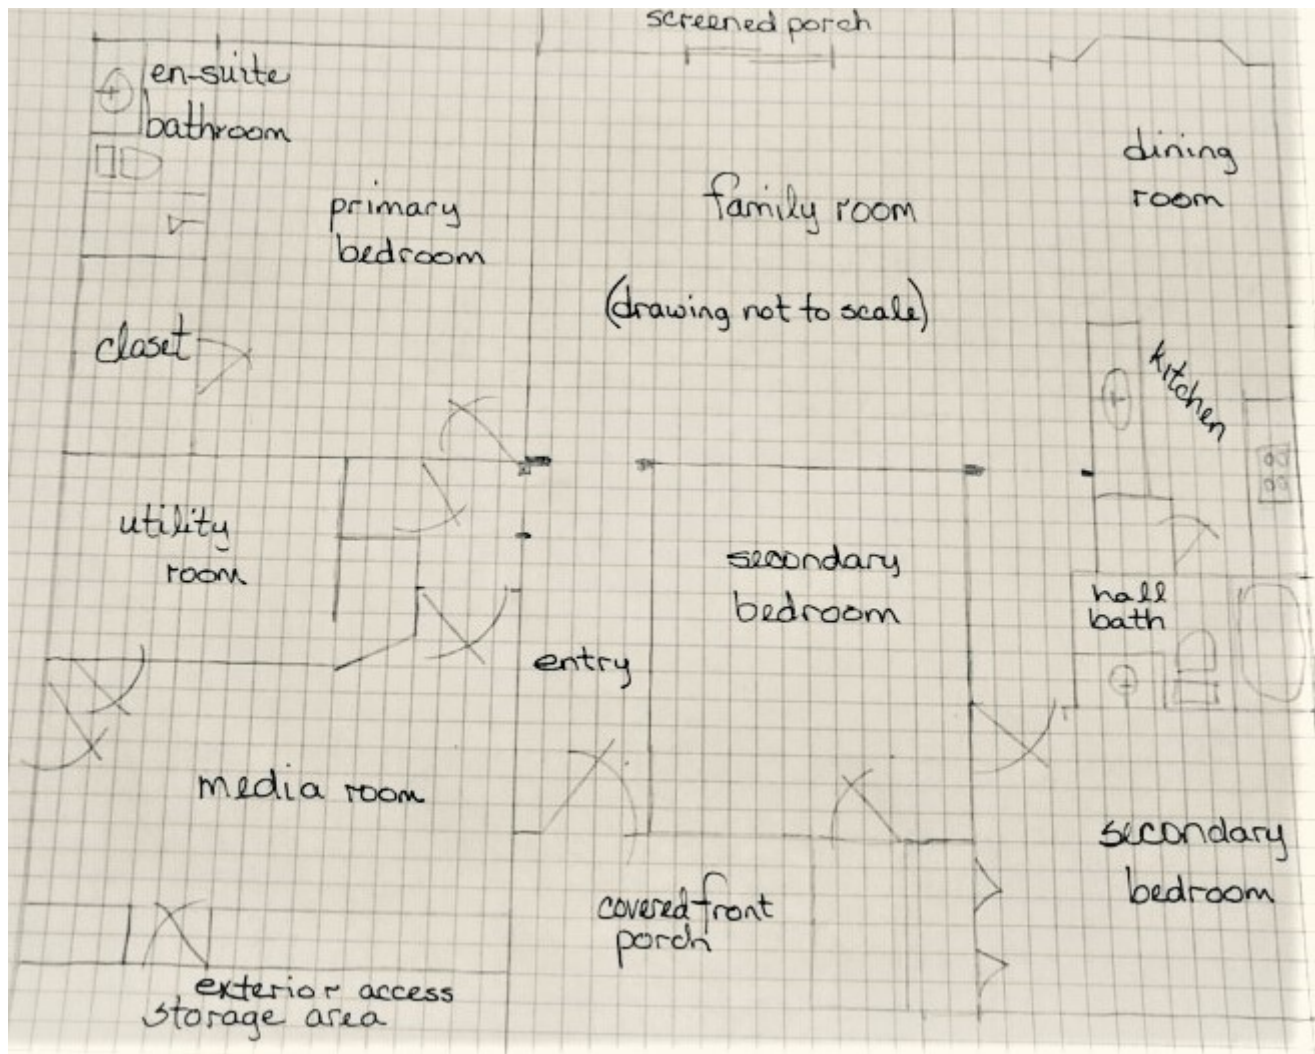 screened porch
en-suite
bathroom
dining
room
primary
bedroom
family room
(drawing not to scale)
closet
kitchen
utility
room
secondary
bedroom
hall
bath
entry
media room
secondary
bedroom
covered front
porch
exterior access
storage area